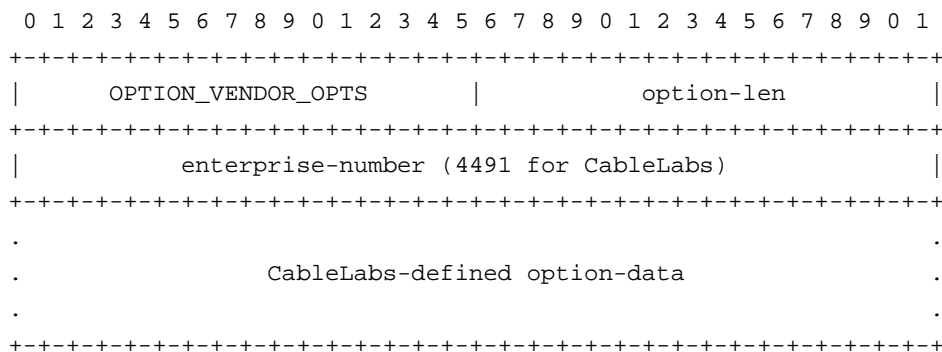 0 1 2 3 4 5 6 7 8 9 0 1 2 3 4 5 6 7 8 9 0 1 2 3 4 5 6 7 8 9 0 1
+-+-+-+-+-+-+-+-+-+-+-+-+-+-+-+-+-+-+-+-+-+-+-+-+-+-+-+-+-+-+-+-+
|      OPTION_VENDOR_OPTS       |           option-len          |
+-+-+-+-+-+-+-+-+-+-+-+-+-+-+-+-+-+-+-+-+-+-+-+-+-+-+-+-+-+-+-+-+
|           enterprise-number (4491 for CableLabs)              |
+-+-+-+-+-+-+-+-+-+-+-+-+-+-+-+-+-+-+-+-+-+-+-+-+-+-+-+-+-+-+-+-+
.                                                               .
.                 CableLabs-defined option-data                 .
.                                                               .
+-+-+-+-+-+-+-+-+-+-+-+-+-+-+-+-+-+-+-+-+-+-+-+-+-+-+-+-+-+-+-+-+